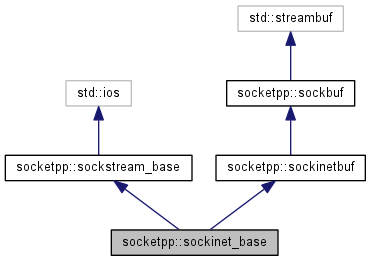 std::streambuf
std::ios
socketpp::sockbuf
socketpp::sockstream_base
socketpp::sockinetbuf
socketpp::sockinet_base